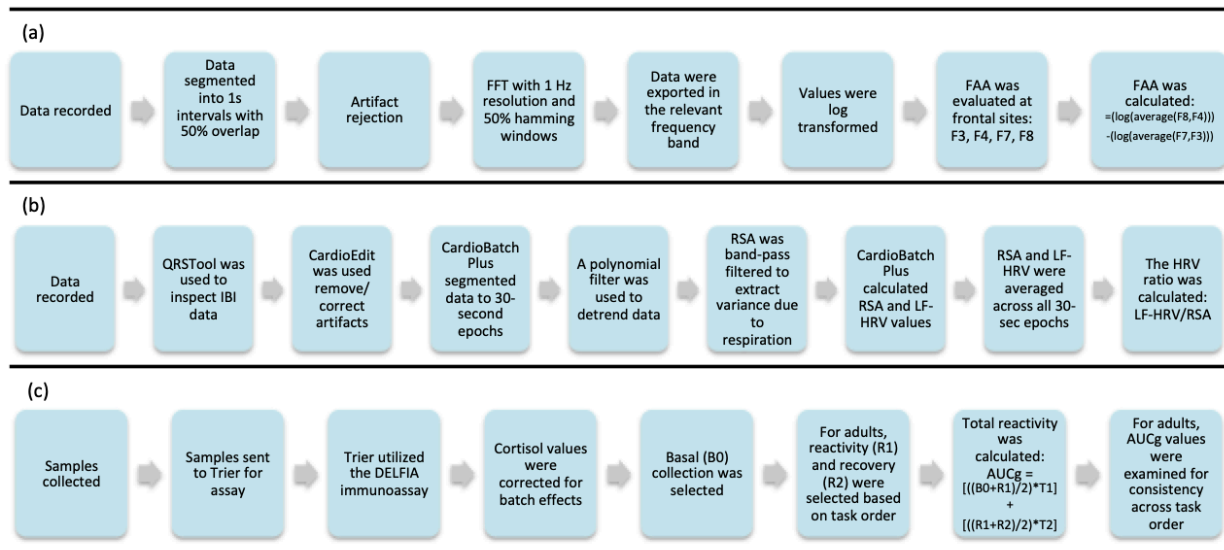 (a)
Data recorded
Data
segmented
into 1s
intervals with
50% overlap
Artifact
rejection
FFT with 1 Hz
resolution and
50% hamming
windows
Data were
exported in
the relevant
frequency
band
Values were
log
transformed
FAA was
evaluated at
frontal sites:
F3, F4, F7, F8
FAA was
calculated:
=(log(average(F8,F4)))
-(log(average(F7,F3)))
(b)
Data
recorded
QRSTool was
used to
inspect IBI
data
CardioEdit
was used
remove/
correct
artifacts
CardioBatch
Plus
segmented
data to 30-
second epochs
A polynomial
filter was
used to
detrend data
RSA was
band-pass
filtered to
extract
variance due
to
respiration
CardioBatch
Plus
calculated
RSA and LF-
HRV values
RSA and LF-
HRV were
averaged
across all 30-
sec epochs
The HRV
ratio was
calculated:
LF-HRV/RSA
(c)
Samples
collected
Samples sent
to Trier for
assay
Trier utilized
the DELFIA
immunoassay
Cortisol values
were
corrected for
batch effects
Basal (B0)
collection was
selected
For adults,
reactivity (R1)
and recovery
(R2) were
selected based
on task order
Total reactivity
was
calculated:
AUCg =
[((B0+R1)/2)*T1]
+
[((R1+R2)/2)*T2]
For adults,
AUCg values
were
examined for
consistency
across task
order